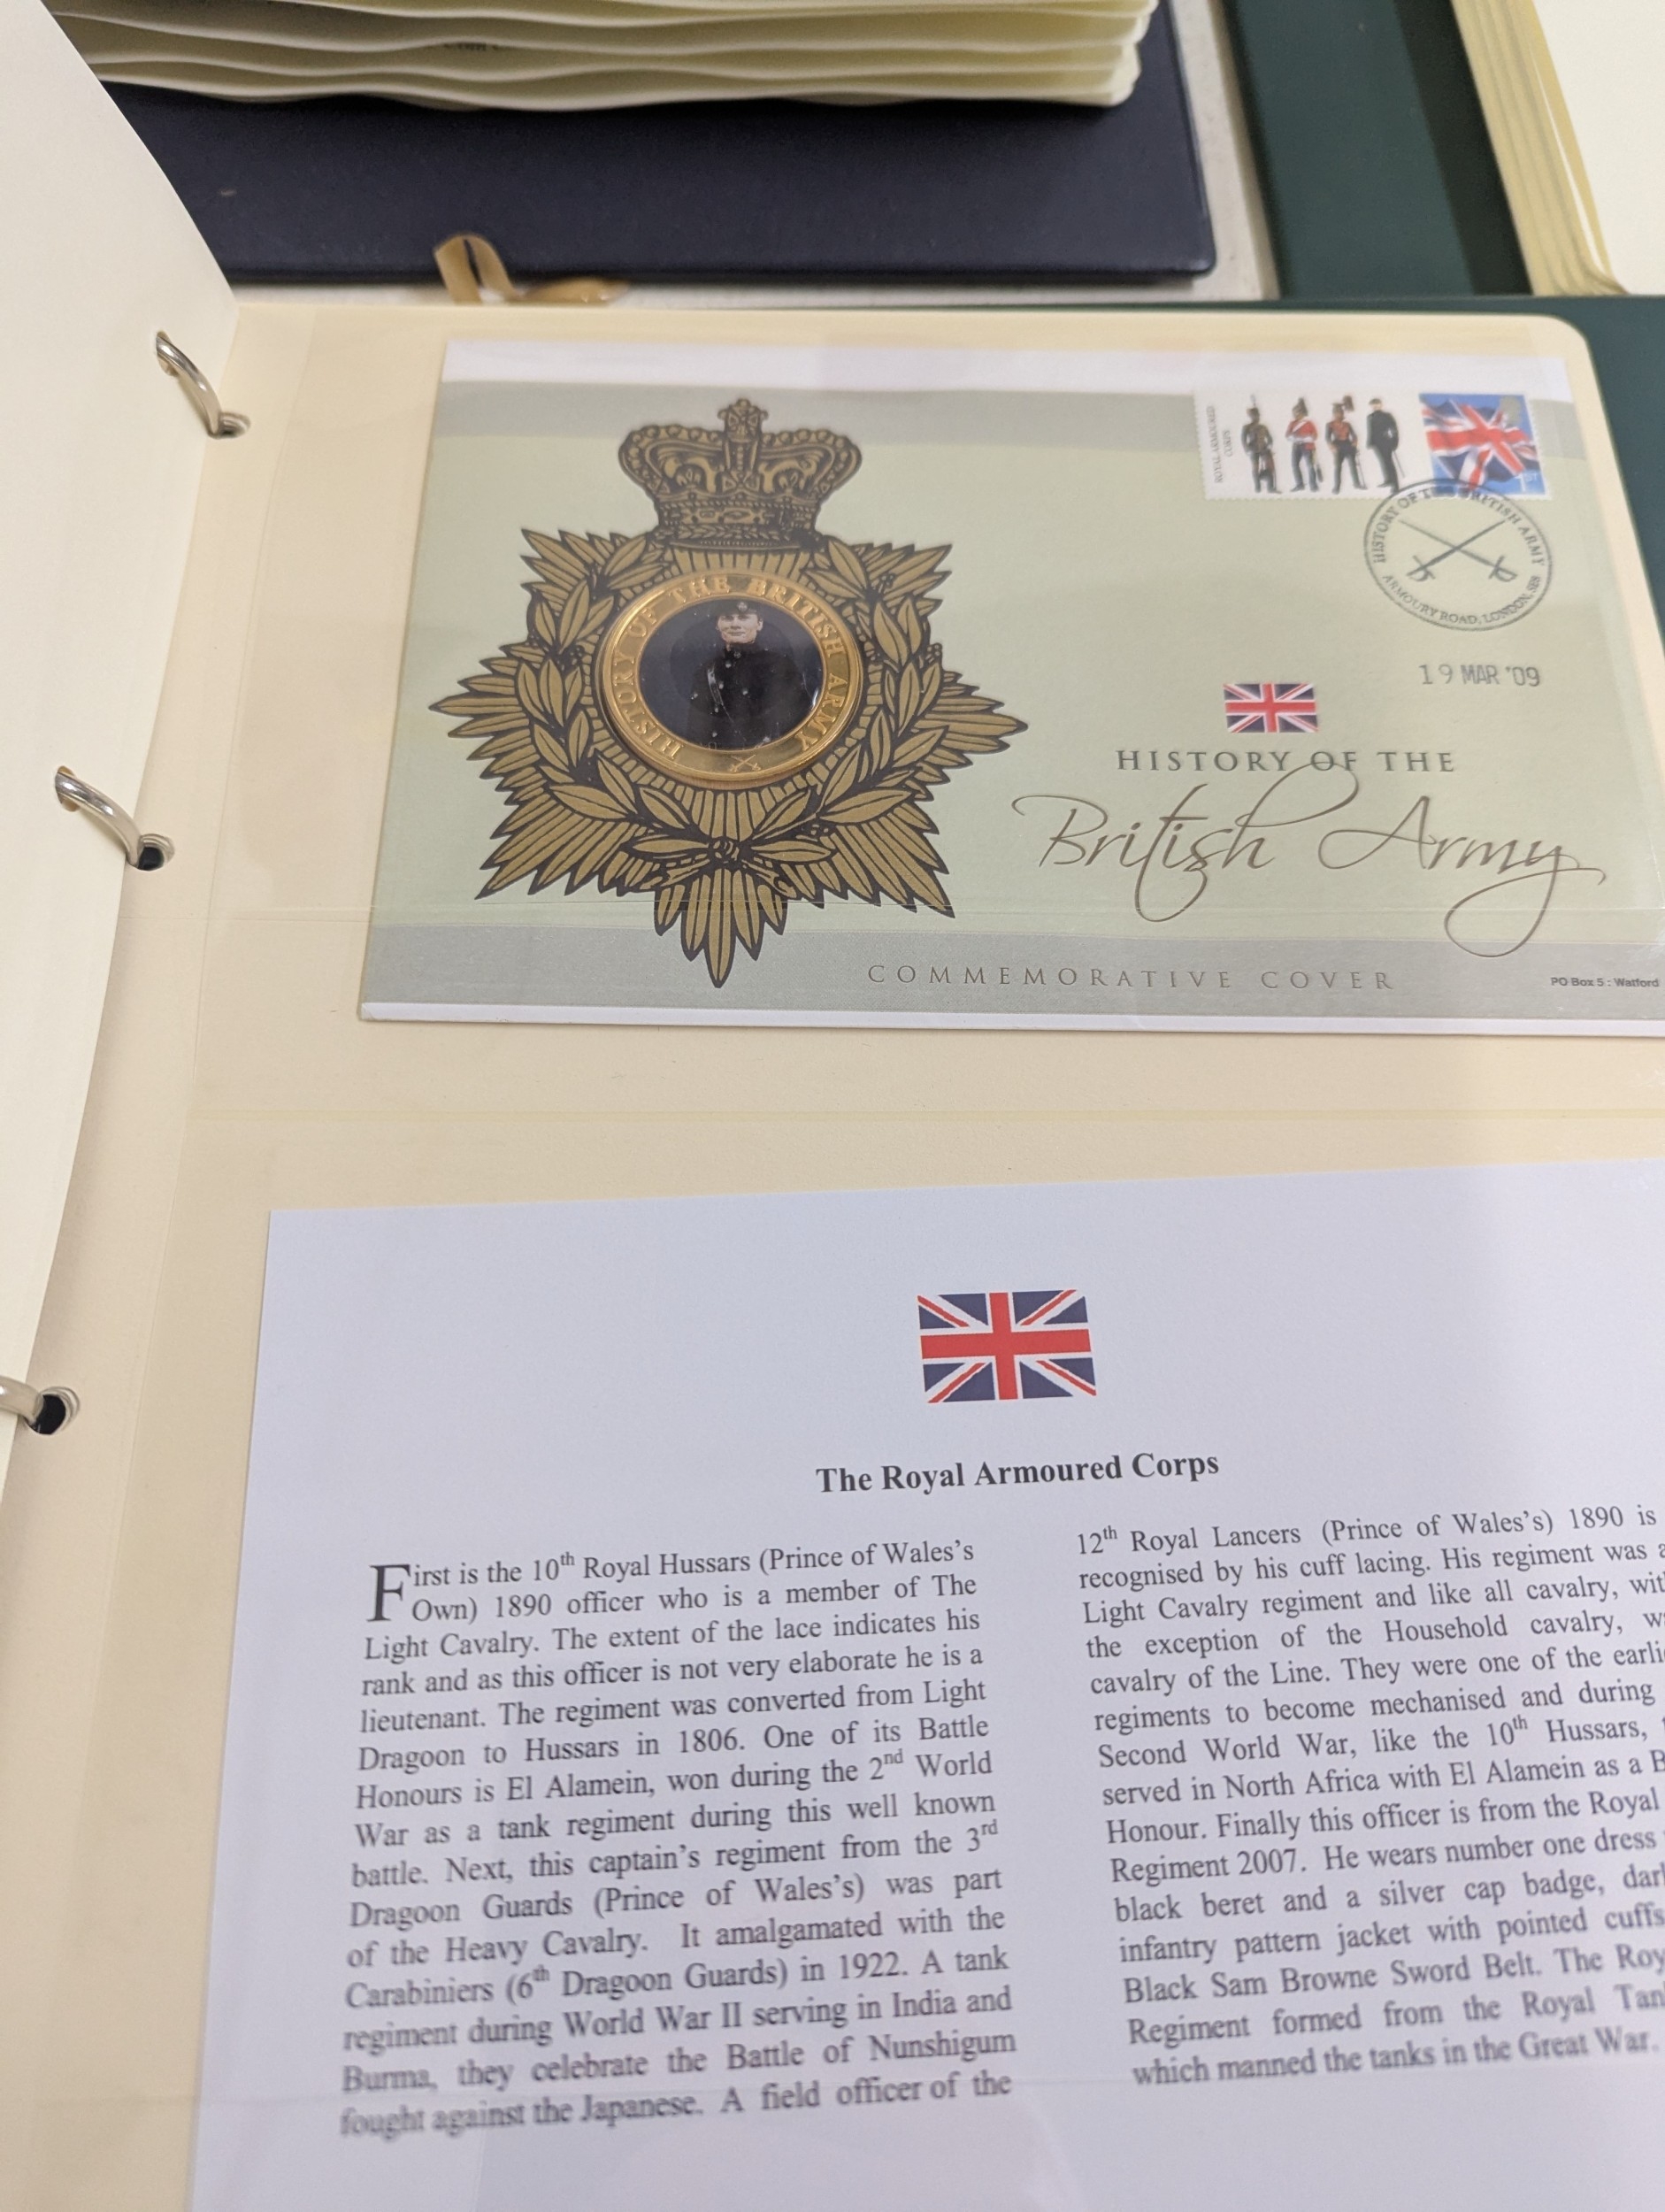 ROYAL ARMOURED
CORPS
1st
HISTORY OF THE BRITISH ARMY
ARMOURY ROAD, LONDON, SE8
19 MAR '09
HISTORY OF THE BRITISH ARMY
HISTORY OF THE
British Army
COMMEMORATIVE COVER
PO Box 5 : Watford
The Royal Armoured Corps
First is the 10th Royal Hussars (Prince of Wales's
Own) 1890 officer who is a member of The
Light Cavalry. The extent of the lace indicates his
rank and as this officer is not very elaborate he is a
lieutenant. The regiment was converted from Light
Dragoon to Hussars in 1806. One of its Battle
Honours is El Alamein, won during the 2nd World
War as a tank regiment during this well known
battle. Next, this captain's regiment from the 3rd
Dragoon Guards (Prince of Wales's) was part
of the Heavy Cavalry. It amalgamated with the
Carabiniers (6th Dragoon Guards) in 1922. A tank
regiment during World War II serving in India and
Burma, they celebrate the Battle of Nunshigum
fought against the Japanese. A field officer of the
12th Royal Lancers (Prince of Wales's) 1890 is
recognised by his cuff lacing. His regiment was a
Light Cavalry regiment and like all cavalry, wit
the exception of the Household cavalry, w
cavalry of the Line. They were one of the earli
regiments to become mechanised and during
Second World War, like the 10th Hussars,
served in North Africa with El Alamein as a B
Honour. Finally this officer is from the Royal
Regiment 2007. He wears number one dress
black beret and a silver cap badge, dar
infantry pattern jacket with pointed cuffs
Black Sam Browne Sword Belt. The Roy
Regiment formed from the Royal Tan
which manned the tanks in the Great War.